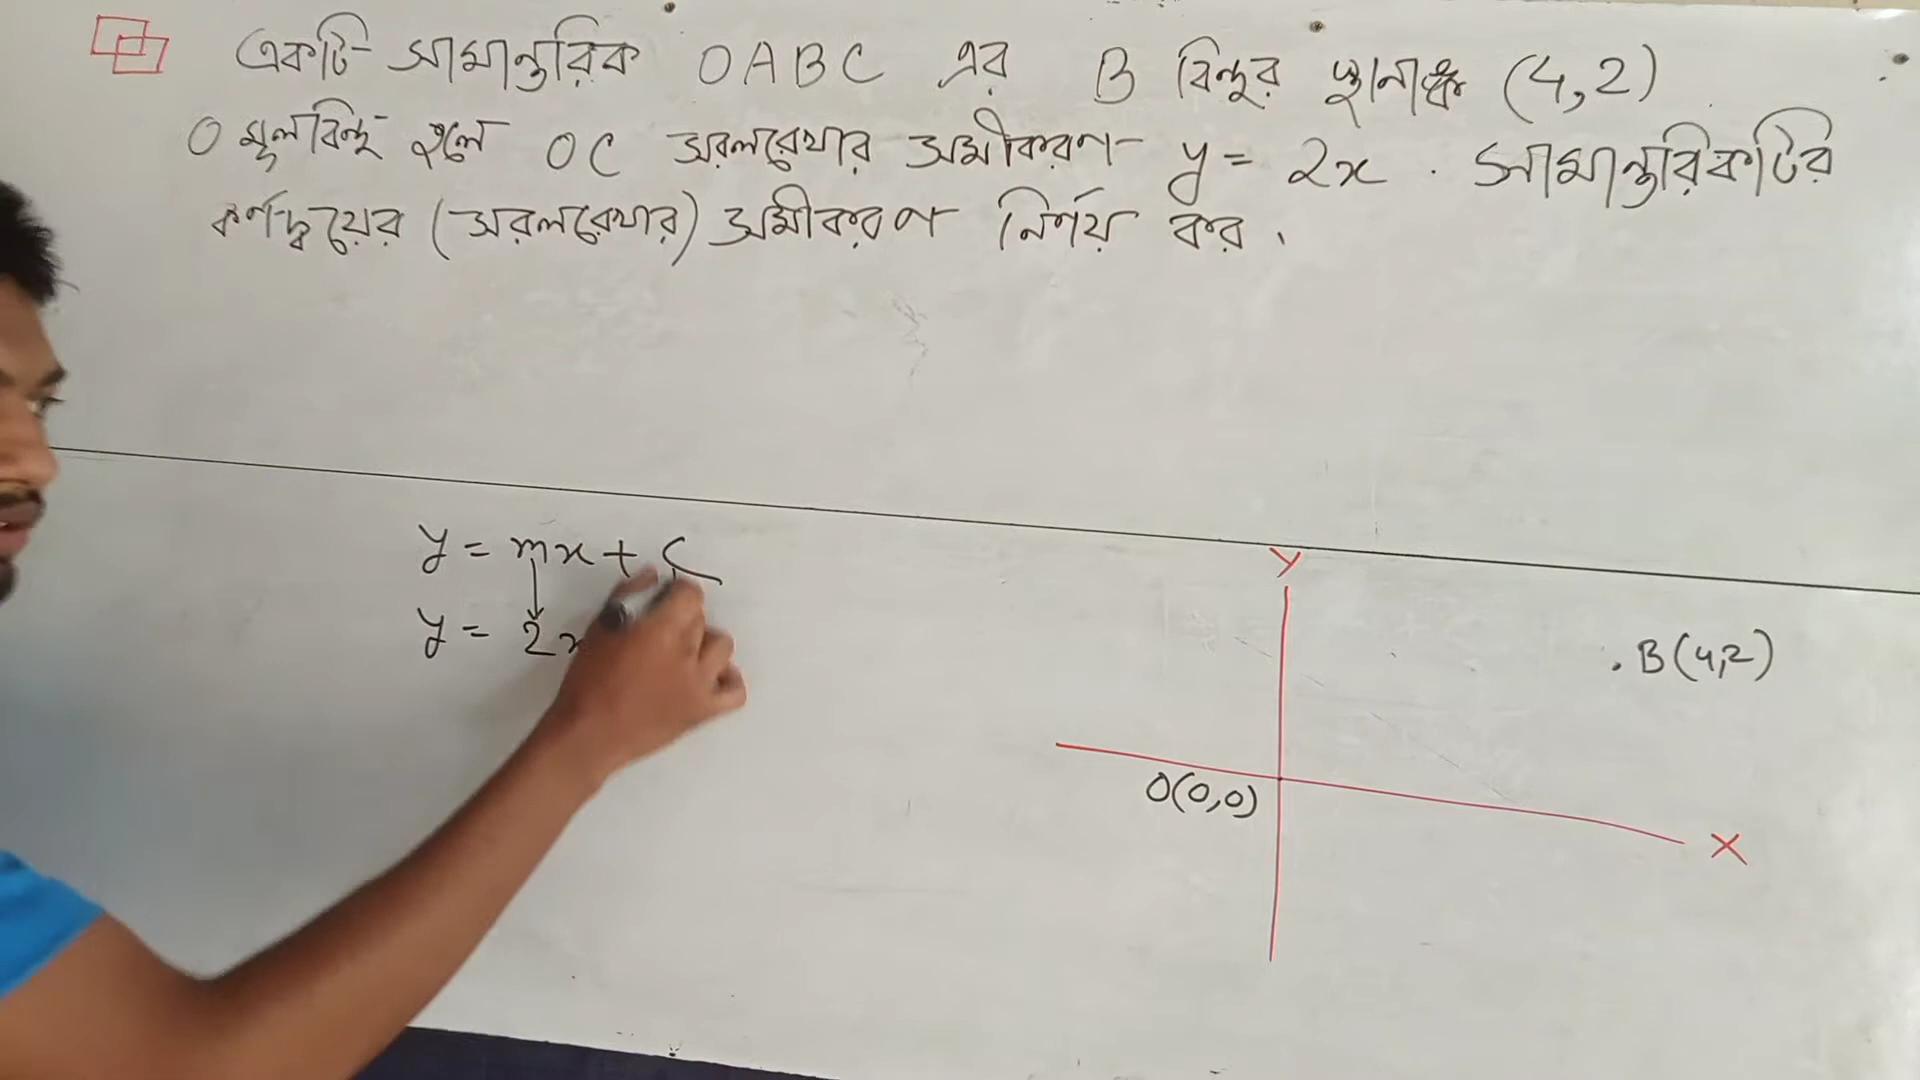 একটি সামান্তরিক OABC এর B বিন্দুর স্থানাঙ্ক (4,2)
O মূলবিন্দু হলে OC সরলরেখার সমীকরণ y = 2x . সামান্তরিকটির
কর্ণদ্বয়ের (সরলরেখার) সমীকরণ নির্ণয় কর ।
y = mx + c
y = 2x
Y
B(4,2)
O(0,0)
X